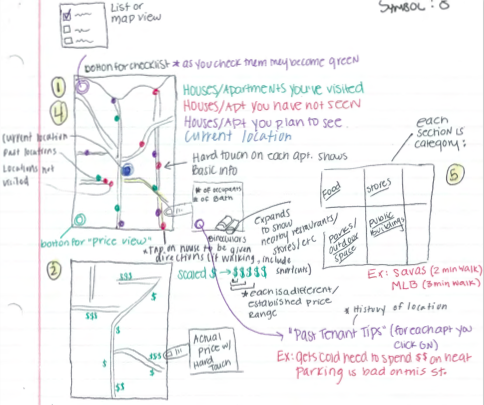 List or
map view
SYMBOL : 8
botton for checklist * as you check them they become green
①
④
Houses/Apartments you've visited
Houses/Apt you have not seen
Houses/Apt you plan to see
Current location
current location
Past locations
Locations not
visited
Hard touch on each apt. shows
Basic info
# of occupants
# of Bath
Binoculars
expands
to show
nearby restaurants/
stores/etc
botton for "price view"
*TAP on house to be given
directions (if walking, include
shortcuts)
each
section is
category:
⑤
Food
stores
Parks/
outdoor
space
Public
Buildings
Ex: Savas (2 min walk)
MLB (3 min walk)
②
scaled $ → $$$$$
*each is a different/
established price
Range
$$$
$
$$$
$
$
$$$
$
$$
Actual
price w/
Hard
Touch
* History of location
"Past Tenant Tips" (for each apt you
CLICK ON)
Ex: gets cold need to spend $$ on heat
parking is bad on this st.